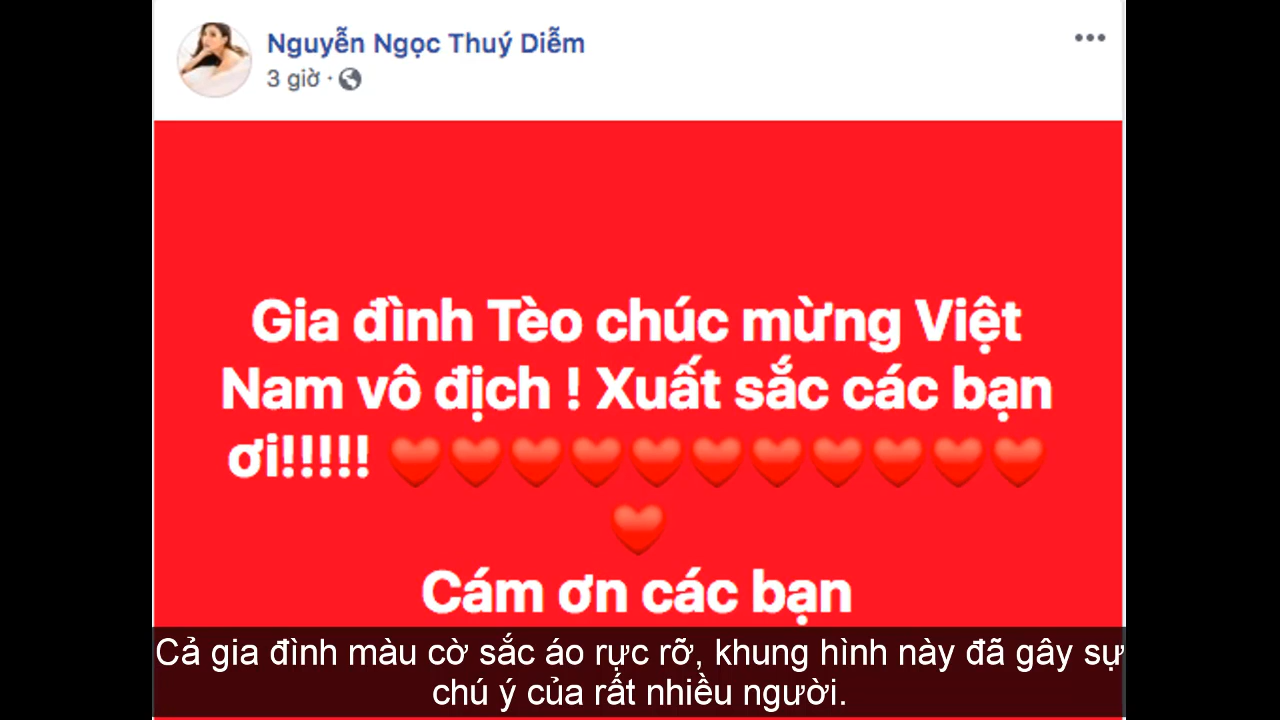 Nguyễn Ngọc Thuý Diễm
3 giờ ·
Gia đình Tèo chúc mừng Việt
Nam vô địch ! Xuất sắc các bạn
ơi!!!!! ❤️❤️❤️❤️❤️❤️❤️❤️❤️❤️❤️
❤️
Cám ơn các bạn
Cả gia đình màu cờ sắc áo rực rỡ, khung hình này đã gây sự
chú ý của rất nhiều người.